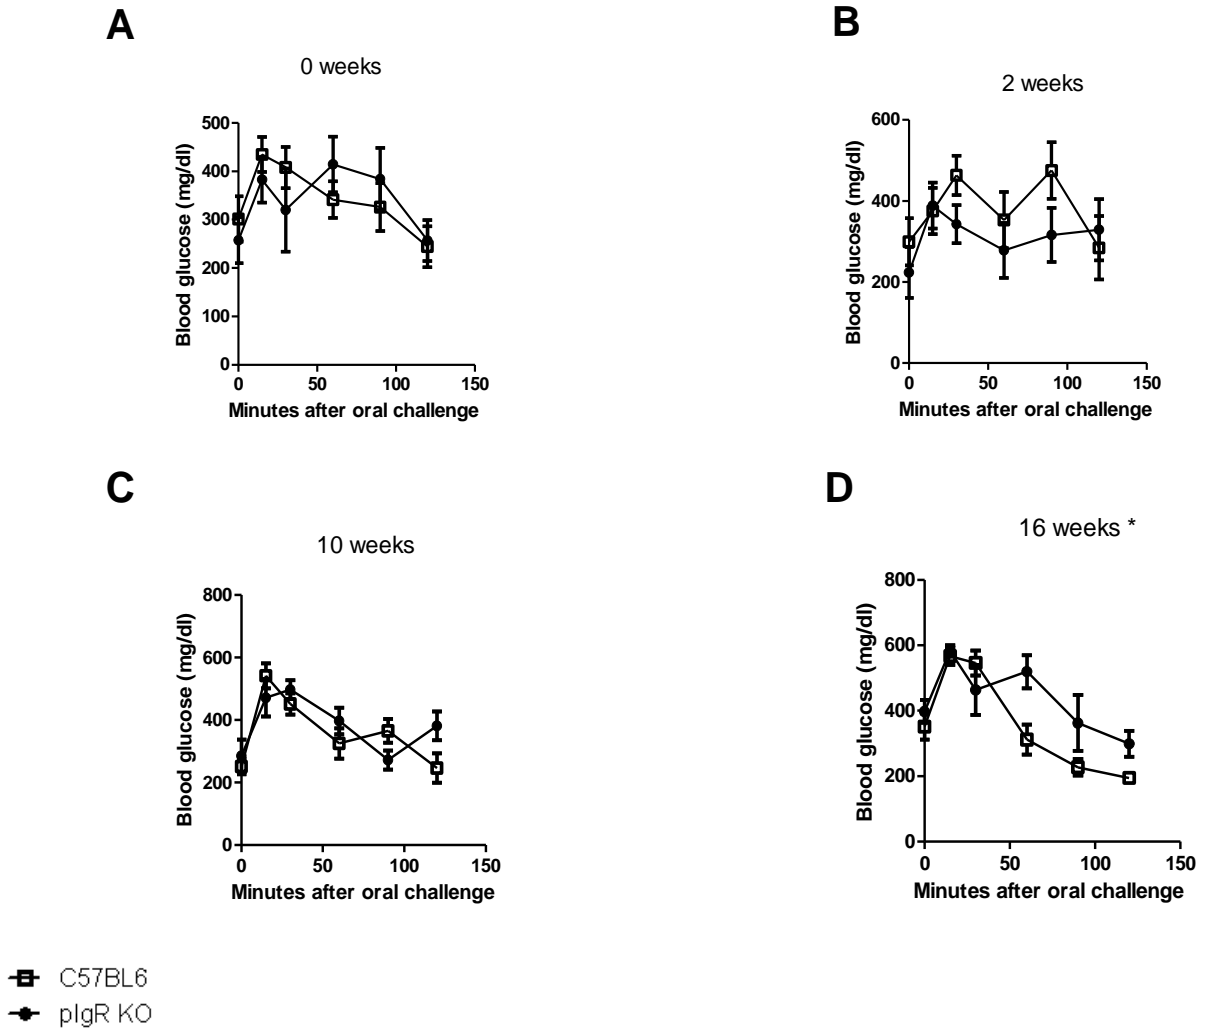 A
0 weeks
500
400
300
200
100
0
Blood glucose (mg/dl)
0 50 100 150
Minutes after oral challenge
B
2 weeks
600
400
200
0
Blood glucose (mg/dl)
0 50 100 150
Minutes after oral challenge
C
10 weeks
800
600
400
200
0
Blood glucose (mg/dl)
0 50 100 150
Minutes after oral challenge
D
16 weeks *
800
600
400
200
0
Blood glucose (mg/dl)
0 50 100 150
Minutes after oral challenge
C57BL6
pIgR KO